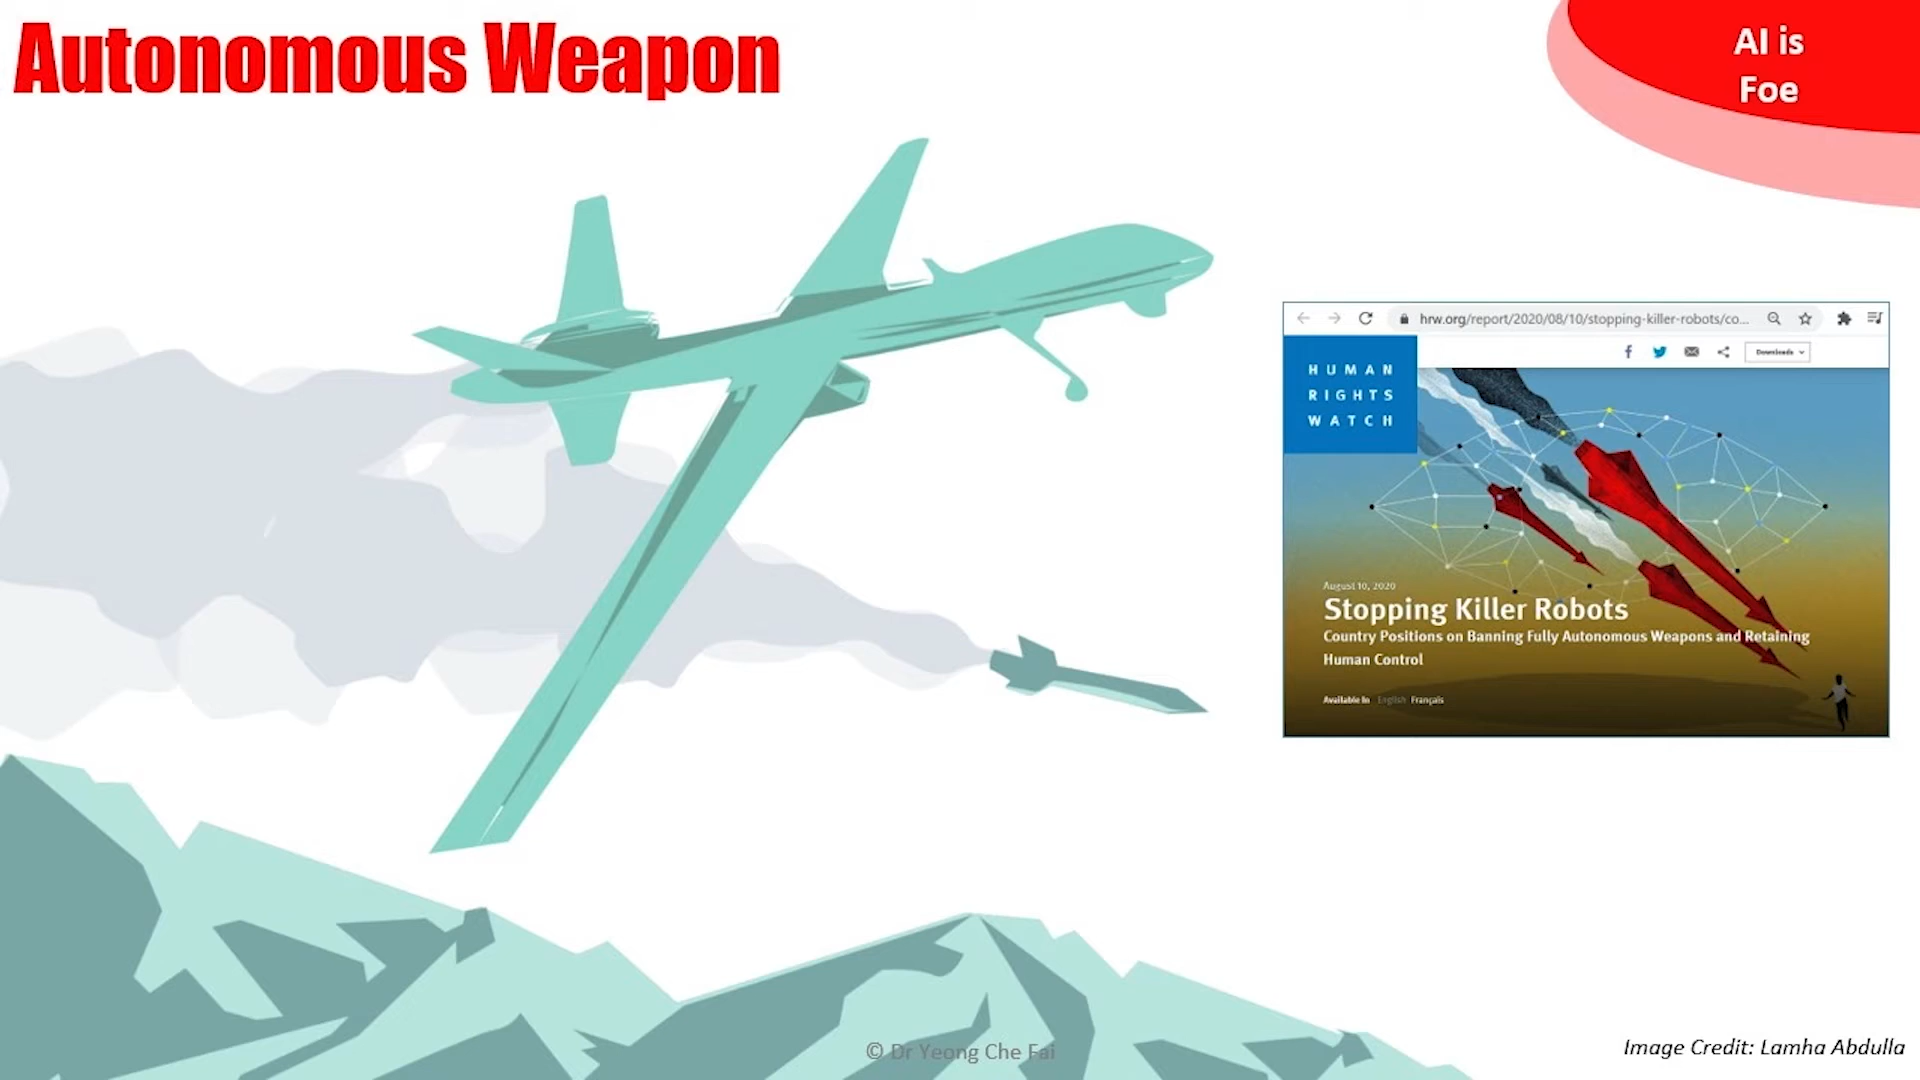 Autonomous Weapon
AI is
Foe
hrw.org/report/2020/08/10/stopping-killer-robots/co...
HUMAN
RIGHTS
WATCH
Downloads
August 10, 2020
Stopping Killer Robots
Country Positions on Banning Fully Autonomous Weapons and Retaining
Human Control
Available In English Français
© Dr Yeong Che Fai
Image Credit: Lamha Abdulla